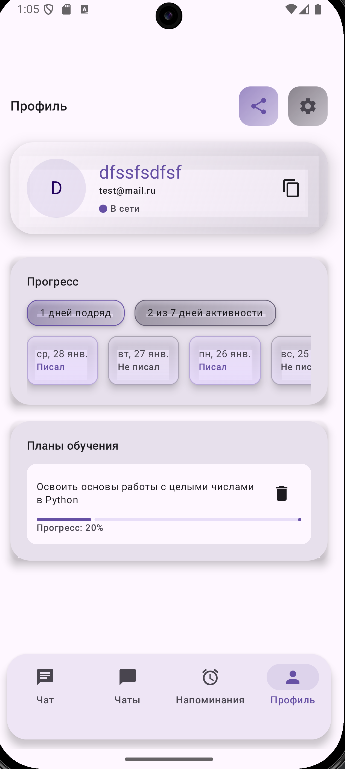 1:05
Профиль
D
dfssfsdfsf
test@mail.ru
В сети
Прогресс
1 дней подряд
2 из 7 дней активности
ср, 28 янв.
Писал
вт, 27 янв.
Не писал
пн, 26 янв.
Писал
вс, 25
Не пис
Планы обучения
Освоить основы работы с целыми числами
в Python
Прогресс: 20%
Чат
Чаты
Напоминания
Профиль